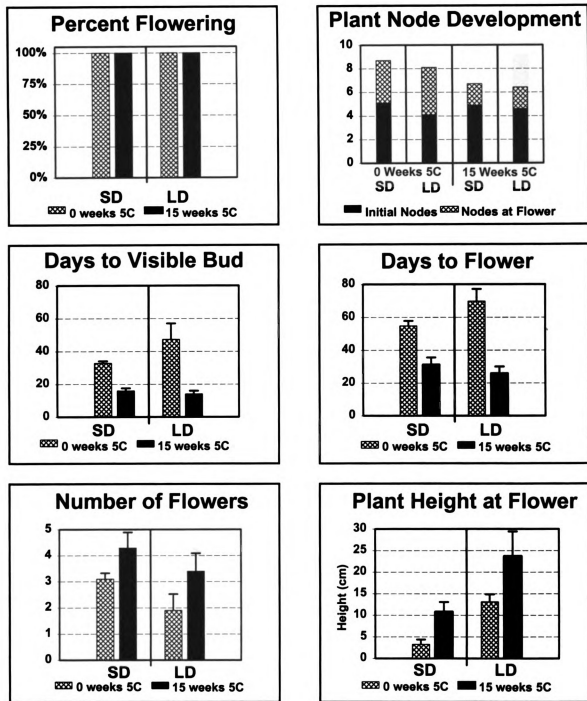 Percent Flowering
100%
75%
50%
25%
0%
SD LD
0 weeks 5C 15 weeks 5C
Plant Node Development
10
8
6
4
2
0
0 Weeks 5C 15 Weeks 5C
SD LD SD LD
Initial Nodes Nodes at Flower
Days to Visible Bud
80
60
40
20
0
SD LD
0 weeks 5C 15 weeks 5C
Days to Flower
80
60
40
20
0
SD LD
0 weeks 5C 15 weeks 5C
Number of Flowers
5
4
3
2
1
0
SD LD
0 weeks 5C 15 weeks 5C
Plant Height at Flower
Height (cm)
30
25
20
15
10
5
0
SD LD
0 weeks 5C 15 weeks 5C